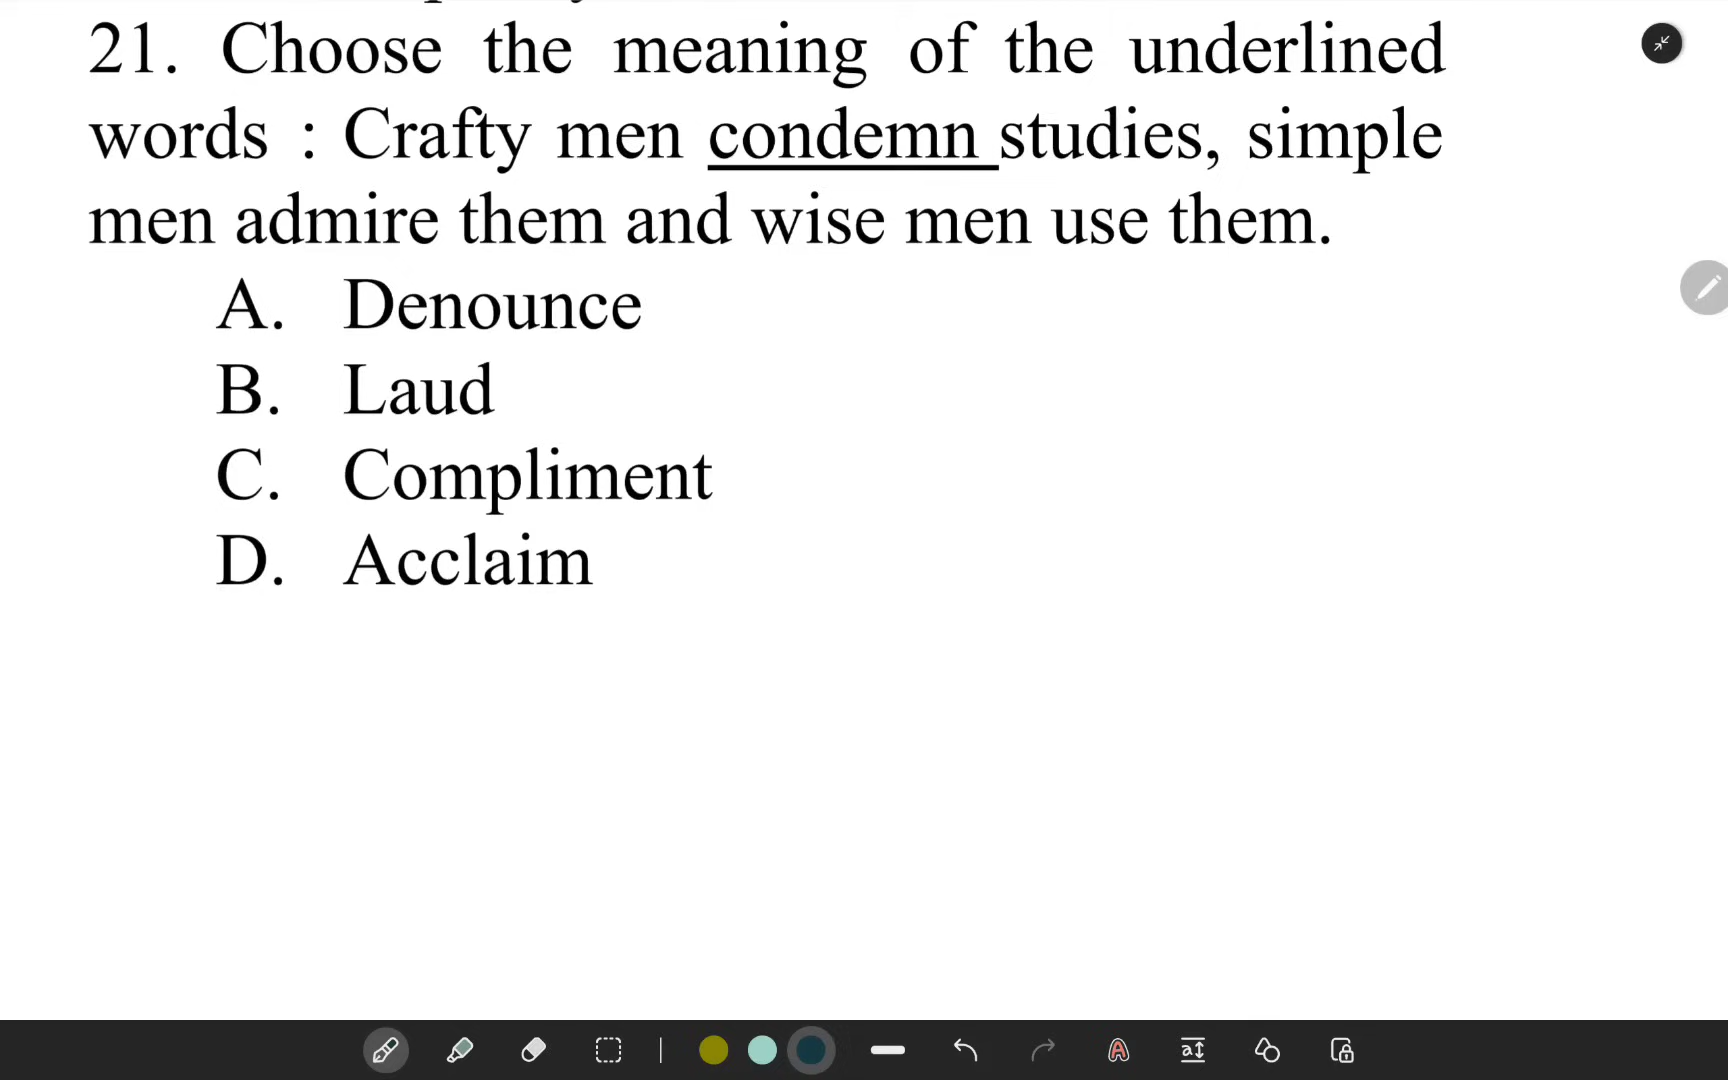 21. Choose the meaning of the underlined
words : Crafty men condemn studies, simple
men admire them and wise men use them.
A. Denounce
B. Laud
C. Compliment
D. Acclaim